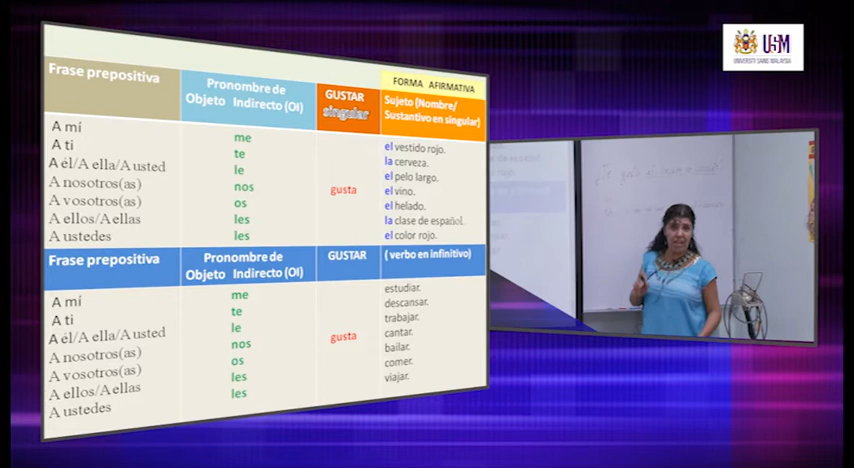 USM
UNIVERSITI SAINS MALAYSIA
FORMA AFIRMATIVA
Frase prepositiva
Pronombre de
Objeto Indirecto (OI)
GUSTAR
singular
Sujeto (Nombre/
Sustantivo en singular)
A mí
A ti
A él/A ella/A usted
A nosotros(as)
A vosotros(as)
A ellos/A ellas
A ustedes
me
te
le
nos
os
les
les
gusta
el vestido rojo.
la cerveza.
el pelo largo.
el vino.
el helado.
la clase de español.
el color rojo.
Frase prepositiva
Pronombre de
Objeto Indirecto (OI)
GUSTAR
( verbo en infinitivo)
A mí
A ti
A él/A ella/A usted
A nosotros(as)
A vosotros(as)
A ellos/A ellas
A ustedes
me
te
le
nos
os
les
les
gusta
estudiar.
descansar.
trabajar.
cantar.
bailar.
comer.
viajar.
¿Te gusta el